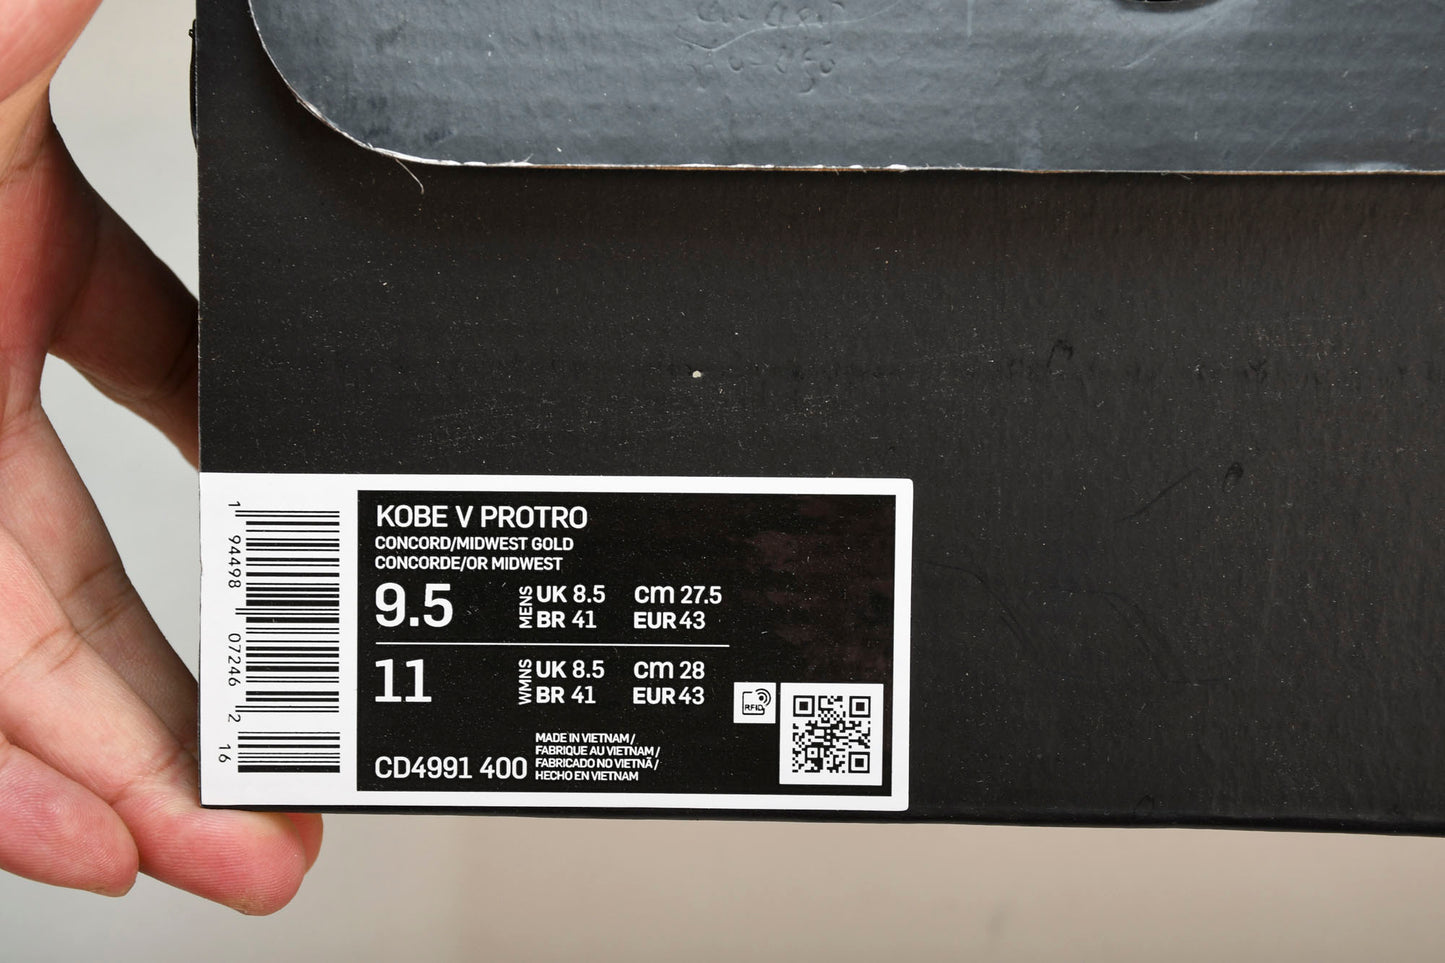 KOBE V PROTRO
CONCORD/MIDWEST GOLD
CONCORDE/OR MIDWEST
9.5 MENS UK 8.5 cm 27.5
BR 41 EUR 43
11 WMNS UK 8.5 cm 28
BR 41 EUR 43
RFID
CD4991 400
MADE IN VIETNAM /
FABRIQUE AU VIETNAM /
FABRICADO NO VIETNÃ /
HECHO EN VIETNAM
1 94498 07246 2 16